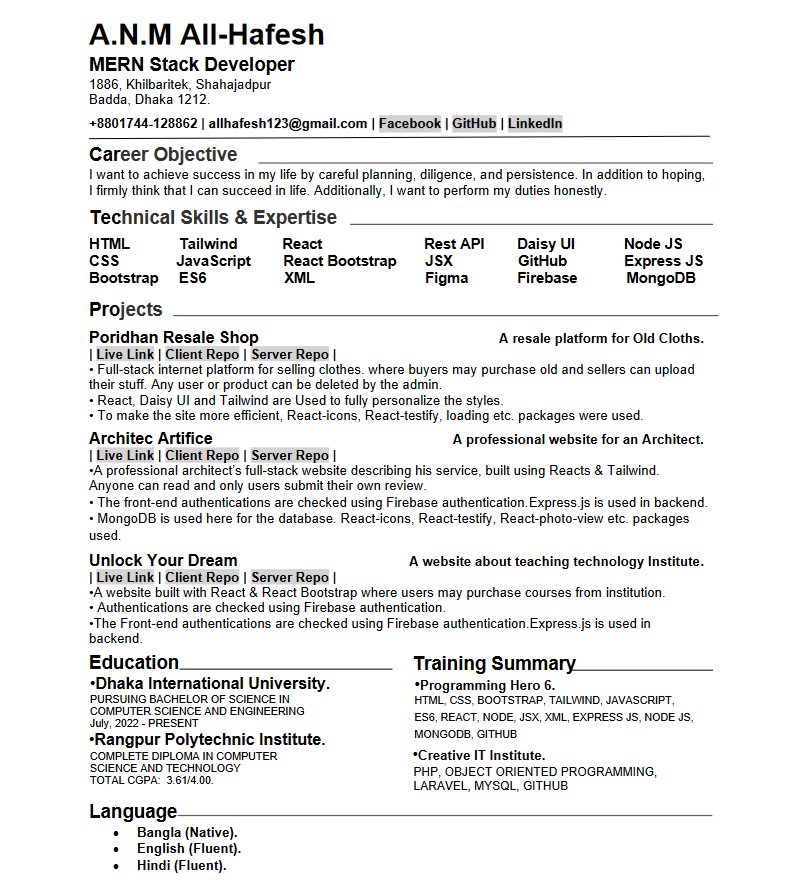 A.N.M All-Hafesh
MERN Stack Developer
1886, Khilbaritek, Shahajadpur
Badda, Dhaka 1212.
+8801744-128862 | allhafesh123@gmail.com | Facebook | GitHub | LinkedIn
Career Objective
I want to achieve success in my life by careful planning, diligence, and persistence. In addition to hoping,
I firmly think that I can succeed in life. Additionally, I want to perform my duties honestly.
Technical Skills & Expertise
HTML Tailwind React Rest API Daisy UI Node JS
CSS JavaScript React Bootstrap JSX GitHub Express JS
Bootstrap ES6 XML Figma Firebase MongoDB
Projects
Poridhan Resale Shop A resale platform for Old Cloths.
| Live Link | Client Repo | Server Repo |
• Full-stack internet platform for selling clothes. where buyers may purchase old and sellers can upload
their stuff. Any user or product can be deleted by the admin.
• React, Daisy UI and Tailwind are Used to fully personalize the styles.
• To make the site more efficient, React-icons, React-testify, loading etc. packages were used.
Architec Artifice A professional website for an Architect.
| Live Link | Client Repo | Server Repo |
•A professional architect's full-stack website describing his service, built using Reacts & Tailwind.
Anyone can read and only users submit their own review.
• The front-end authentications are checked using Firebase authentication.Express.js is used in backend.
• MongoDB is used here for the database. React-icons, React-testify, React-photo-view etc. packages
used.
Unlock Your Dream A website about teaching technology Institute.
| Live Link | Client Repo | Server Repo |
•A website built with React & React Bootstrap where users may purchase courses from institution.
• Authentications are checked using Firebase authentication.
•The Front-end authentications are checked using Firebase authentication.Express.js is used in
backend.
Education
•Dhaka International University.
PURSUING BACHELOR OF SCIENCE IN
COMPUTER SCIENCE AND ENGINEERING
July, 2022 - PRESENT
•Rangpur Polytechnic Institute.
COMPLETE DIPLOMA IN COMPUTER
SCIENCE AND TECHNOLOGY
TOTAL CGPA: 3.61/4.00.
Training Summary
•Programming Hero 6.
HTML, CSS, BOOTSTRAP, TAILWIND, JAVASCRIPT,
ES6, REACT, NODE, JSX, XML, EXPRESS JS, NODE JS,
MONGODB, GITHUB
•Creative IT Institute.
PHP, OBJECT ORIENTED PROGRAMMING,
LARAVEL, MYSQL, GITHUB
Language
• Bangla (Native).
• English (Fluent).
• Hindi (Fluent).